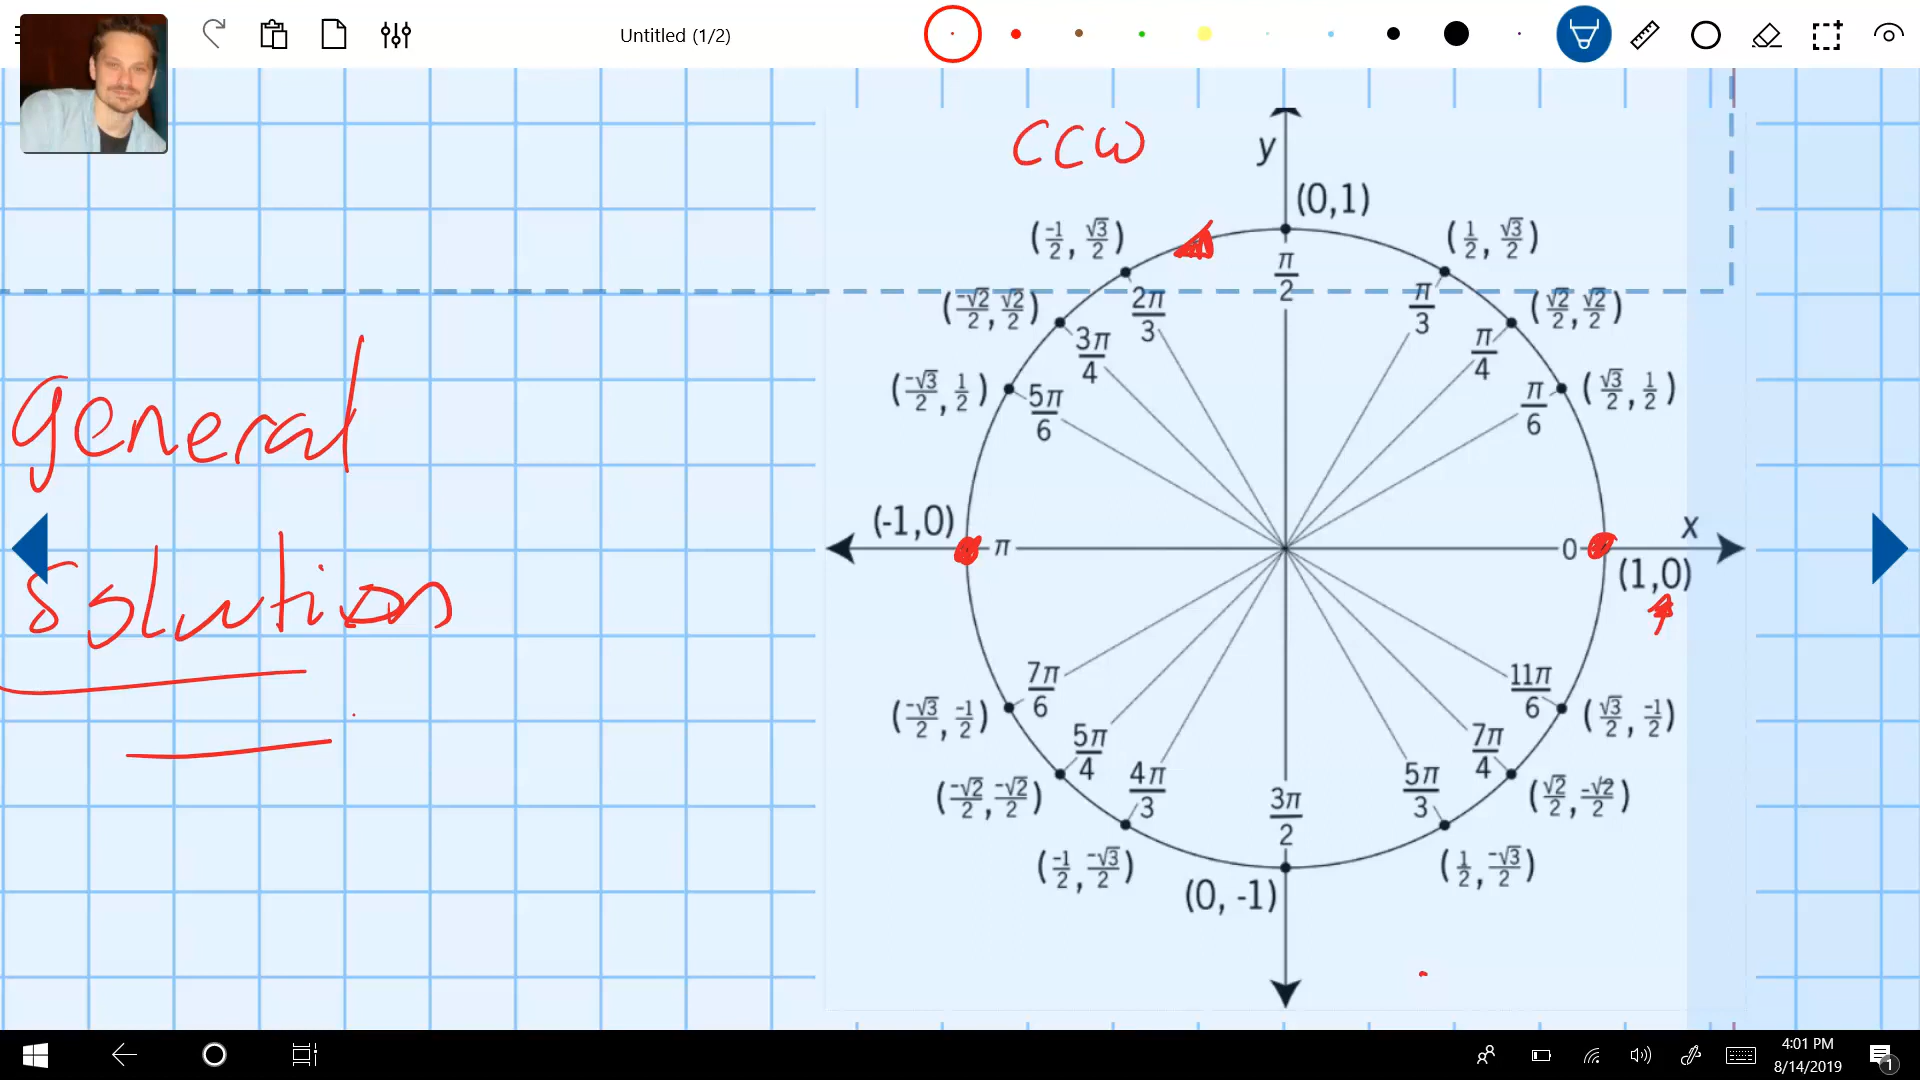 Untitled (1/2)
CCW
y
(0,1)
(-1/2, √3/2)
(1/2, √3/2)
π/2
(-√2/2, √2/2)
2π/3
π/3
(√2/2, √2/2)
3π/4
π/4
(-√3/2, 1/2)
5π/6
π/6
(√3/2, 1/2)
general
(-1,0)
π
0
x
(1,0)
solution
7π/6
11π/6
(-√3/2, -1/2)
(√3/2, -1/2)
5π/4
7π/4
4π/3
5π/3
(-√2/2, -√2/2)
3π/2
(√2/2, -√2/2)
(-1/2, -√3/2)
(1/2, -√3/2)
(0, -1)
4:01 PM
8/14/2019
1